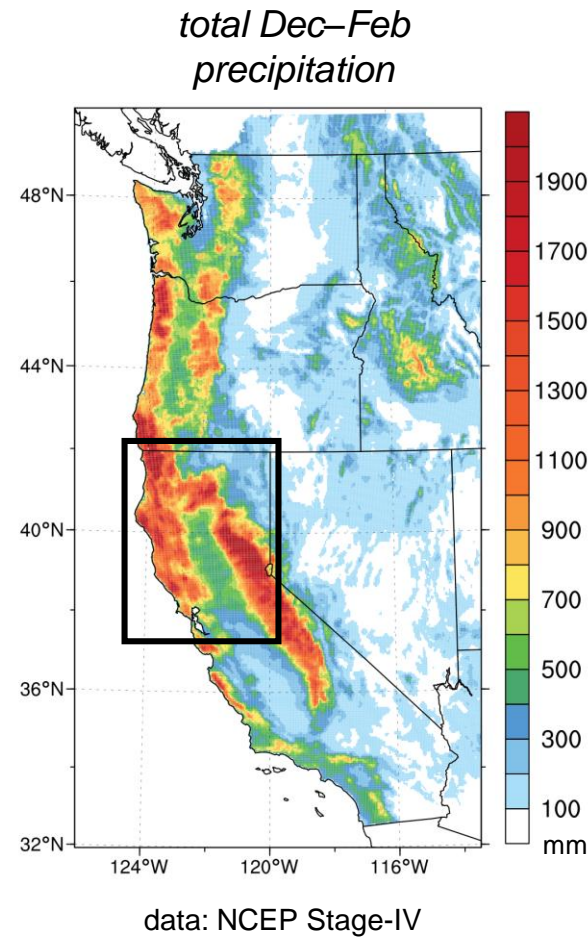 total Dec–Feb
precipitation
48°N
44°N
40°N
36°N
32°N
124°W 120°W 116°W
1900
1700
1500
1300
1100
900
700
500
300
100
mm
data: NCEP Stage-IV